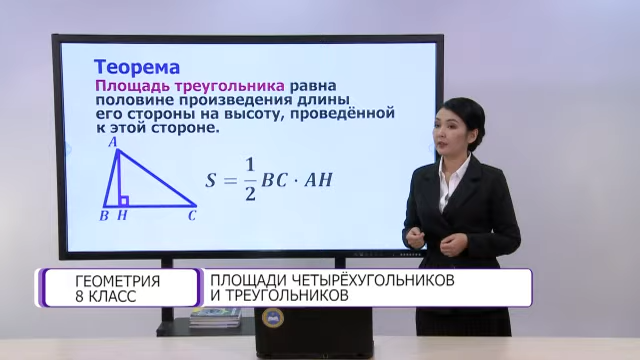 Теорема
Площадь треугольника равна
половине произведения длины
его стороны на высоту, проведённой
к этой стороне.
A
B H C
S = 1/2 BC · AH
ГЕОМЕТРИЯ
8 КЛАСС
ПЛОЩАДИ ЧЕТЫРЁХУГОЛЬНИКОВ
И ТРЕУГОЛЬНИКОВ